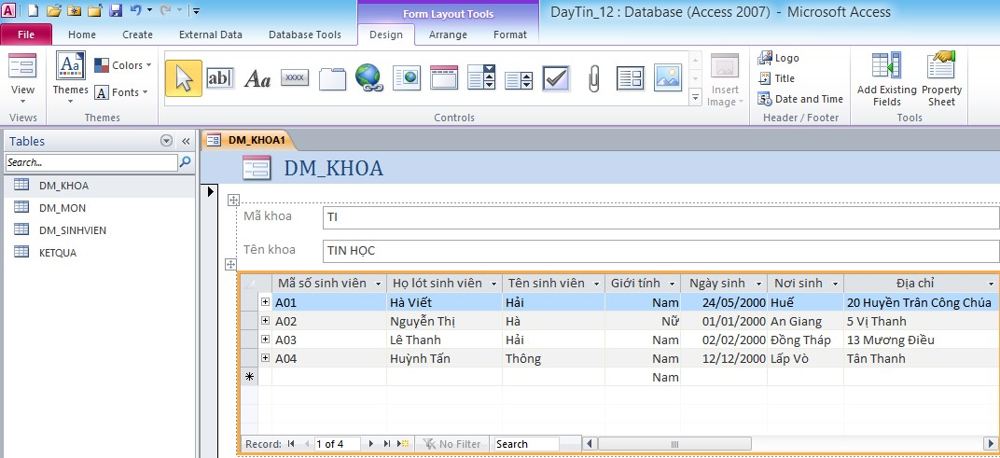 DayTin_12 : Database (Access 2007) - Microsoft Access
Form Layout Tools
File Home Create External Data Database Tools Design Arrange Format
View
Views
Themes
Colors
Fonts
Themes
ab|
Aa
XXXX
Controls
Insert Image
Logo
Title
Date and Time
Header / Footer
Add Existing Fields
Property Sheet
Tools
Tables
Search...
DM_KHOA
DM_MON
DM_SINHVIEN
KETQUA
DM_KHOA1
DM_KHOA
Mã khoa TI
Tên khoa TIN HỌC
Mã số sinh viên Họ lót sinh viên Tên sinh viên Giới tính Ngày sinh Nơi sinh Địa chỉ
A01 Hà Viết Hải Nam 24/05/2000 Huế 20 Huyền Trân Công Chúa
A02 Nguyễn Thị Hà Nữ 01/01/2000 An Giang 5 Vị Thanh
A03 Lê Thanh Hải Nam 02/02/2000 Đồng Tháp 13 Mương Điều
A04 Huỳnh Tấn Thông Nam 12/12/2000 Lấp Vò Tân Thanh
Nam
Record: 1 of 4 No Filter Search